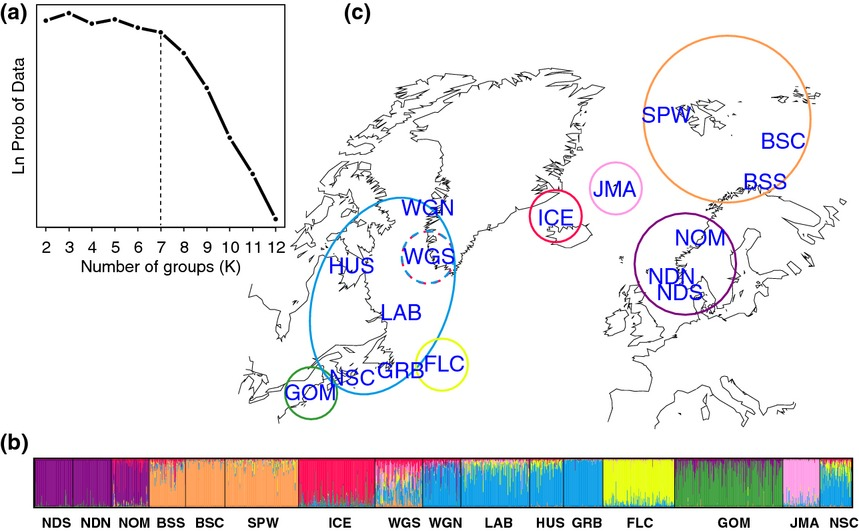 (a)
Ln Prob of Data
2 3 4 5 6 7 8 9 10 11 12
Number of groups (K)
(c)
SPW
BSC
BSS
JMA
ICE
WGN
NOM
WGS
HUS
NDN
NDS
LAB
FLC
GRB
NSC
GOM
(b)
NDS NDN NOM BSS BSC SPW ICE WGS WGN LAB HUS GRB FLC GOM JMA NSC